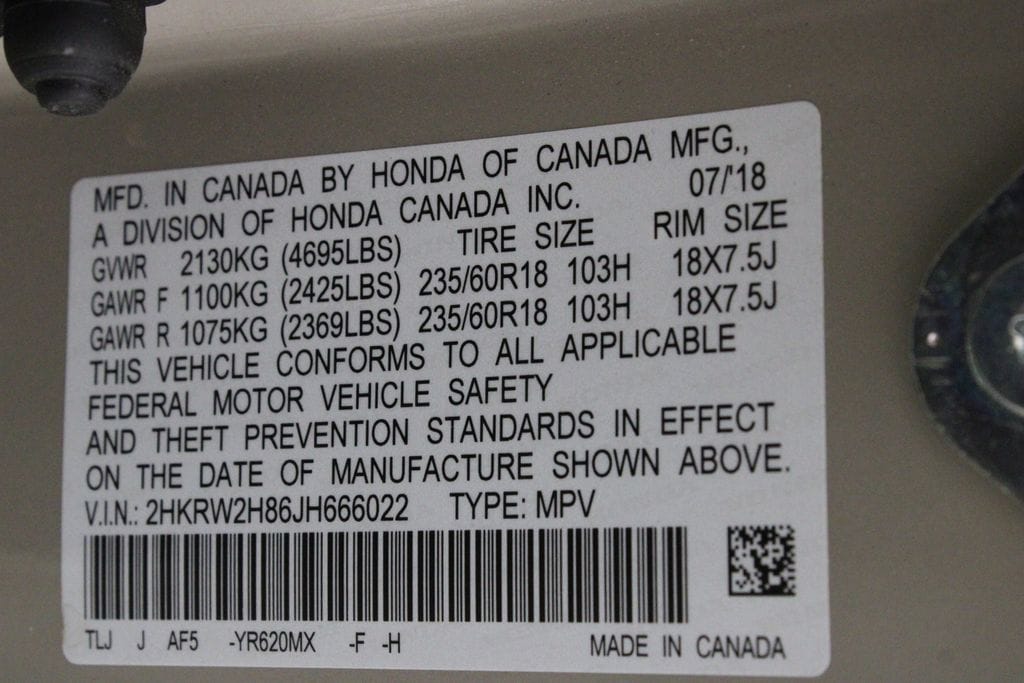 MFD. IN CANADA BY HONDA OF CANADA MFG.,
A DIVISION OF HONDA CANADA INC. 07/'18
GVWR 2130KG (4695LBS) TIRE SIZE RIM SIZE
GAWR F 1100KG (2425LBS) 235/60R18 103H 18X7.5J
GAWR R 1075KG (2369LBS) 235/60R18 103H 18X7.5J
THIS VEHICLE CONFORMS TO ALL APPLICABLE
FEDERAL MOTOR VEHICLE SAFETY
AND THEFT PREVENTION STANDARDS IN EFFECT
ON THE DATE OF MANUFACTURE SHOWN ABOVE.
V.I.N.: 2HKRW2H86JH666022 TYPE: MPV
TLJ J AF5 -YR620MX -F -H MADE IN CANADA